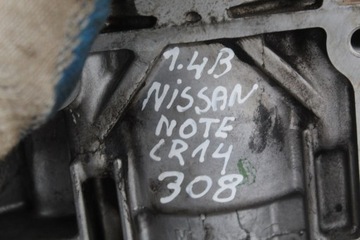 1.4B
NISSAN
NOTE
CR14
308